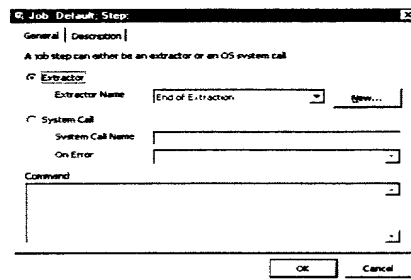 Job: Default; Step:
General Description
A job step can either be an extractor or an OS system call
Extractor
Extractor Name End of Extraction New...
System Call
System Call Name
On Error
Command
OK Cancel